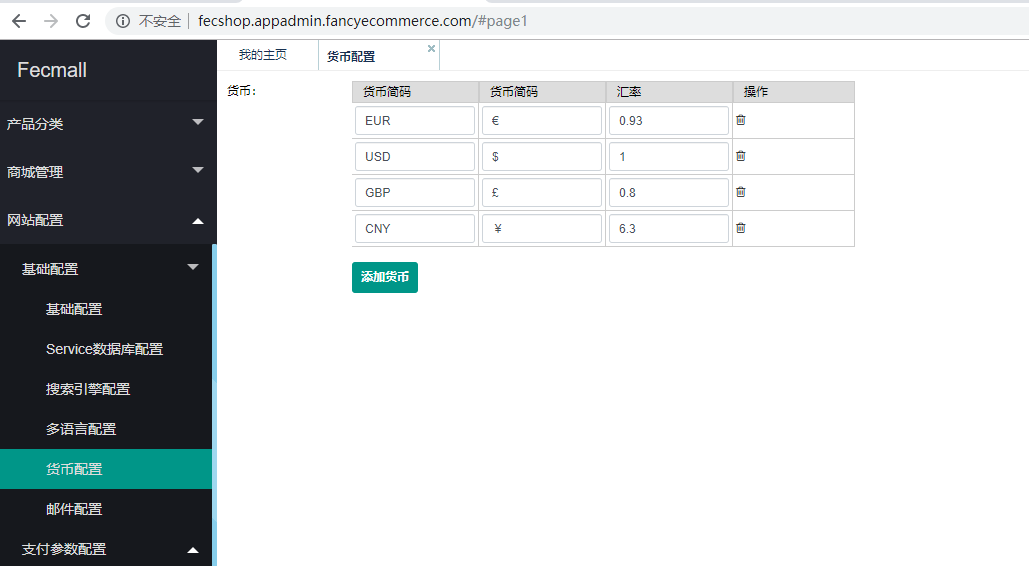 不安全 | fecshop.appadmin.fancyecommerce.com/#page1
Fecmall
产品分类
商城管理
网站配置
基础配置
基础配置
Service数据库配置
搜索引擎配置
多语言配置
货币配置
邮件配置
支付参数配置
我的主页 货币配置
货币：
货币简码 货币简码 汇率 操作
EUR € 0.93
USD $ 1
GBP £ 0.8
CNY ￥ 6.3
添加货币